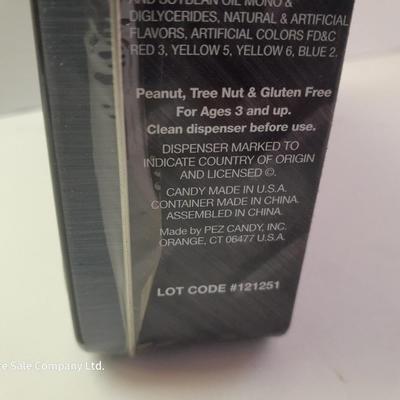 AND SOYBEAN OIL MONO &
DIGLYCERIDES, NATURAL & ARTIFICIAL
FLAVORS, ARTIFICIAL COLORS FD&C
RED 3, YELLOW 5, YELLOW 6, BLUE 2.
Peanut, Tree Nut & Gluten Free
For Ages 3 and up.
Clean dispenser before use.
DISPENSER MARKED TO
INDICATE COUNTRY OF ORIGIN
AND LICENSED ©.
CANDY MADE IN U.S.A.
CONTAINER MADE IN CHINA.
ASSEMBLED IN CHINA.
Made by PEZ CANDY, INC.
ORANGE, CT 06477 U.S.A.
LOT CODE #121251
Sale Company Ltd.